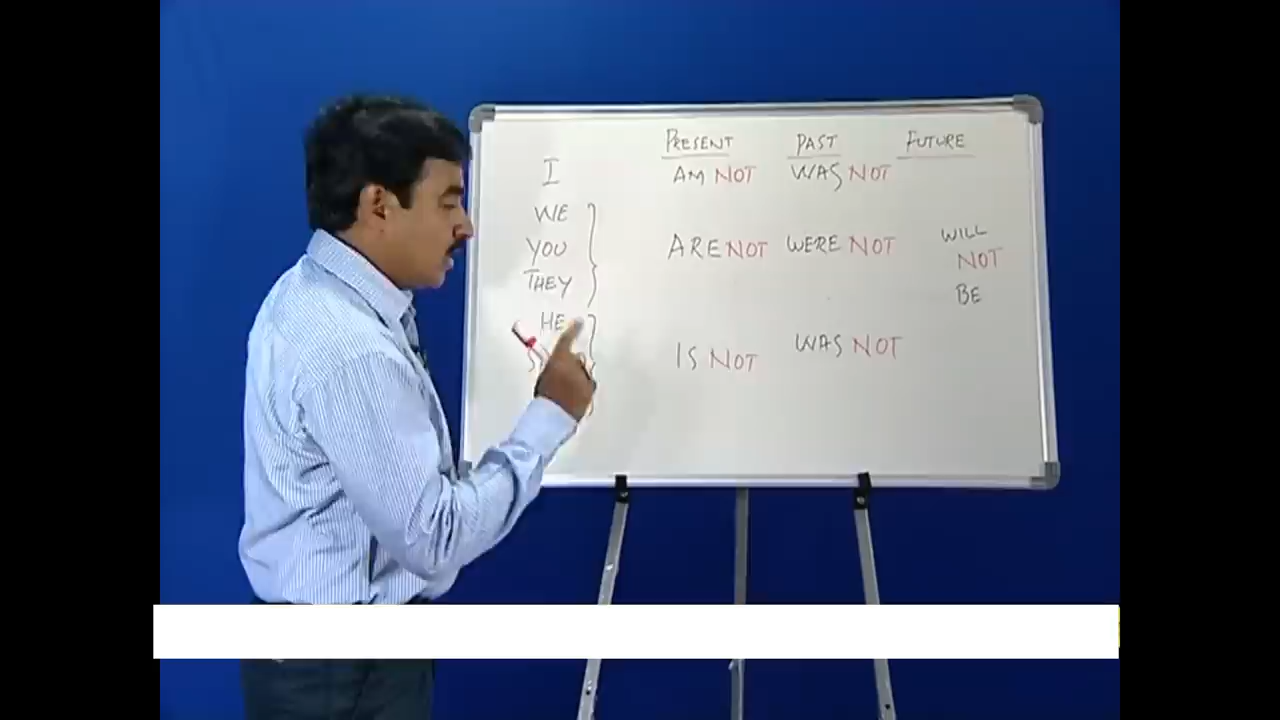 PRESENT PAST FUTURE
I AM NOT WAS NOT
WE
YOU ARE NOT WERE NOT WILL NOT BE
THEY
HE
IS NOT WAS NOT